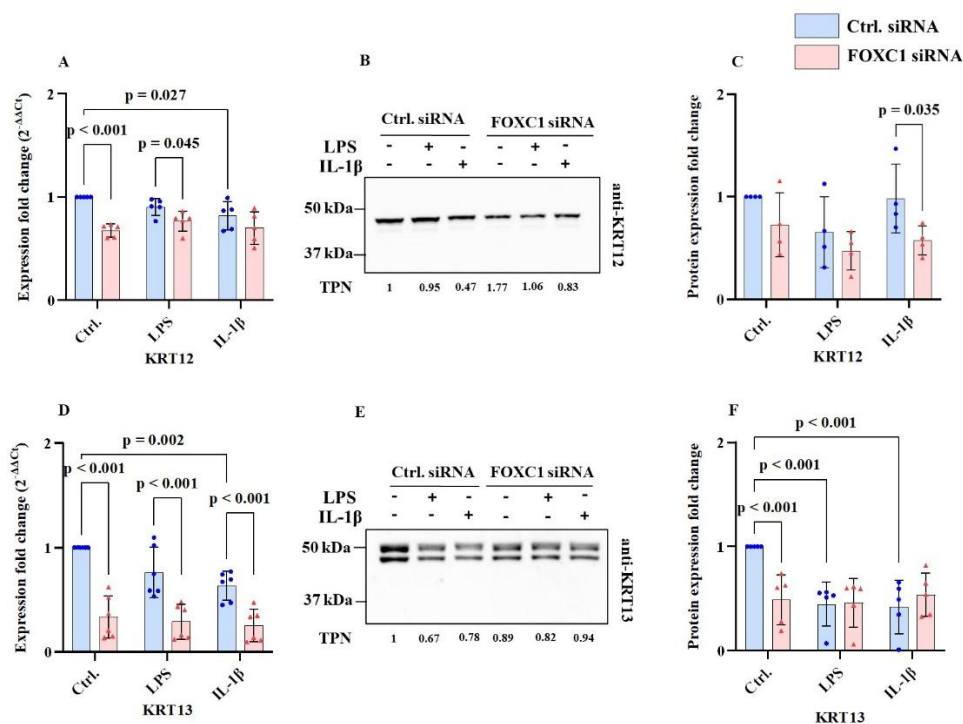 Ctrl. siRNA
FOXC1 siRNA
A
Expression fold change (2^-ΔΔCt)
2
1
0
p = 0.027
p < 0.001
p = 0.045
Ctrl.
LPS
IL-1β
KRT12
B
Ctrl. siRNA FOXC1 siRNA
LPS - + - - + -
IL-1β - - + - - +
50 kDa
37 kDa
anti-KRT12
TPN 1 0.95 0.47 1.77 1.06 0.83
C
Protein expression fold change
2
1
0
p = 0.035
Ctrl.
LPS
IL-1β
KRT12
D
Expression fold change (2^-ΔΔCt)
2
1
0
p = 0.002
p < 0.001
p < 0.001
p < 0.001
Ctrl.
LPS
IL-1β
KRT13
E
Ctrl. siRNA FOXC1 siRNA
LPS - + - - + -
IL-1β - - + - - +
50 kDa
37 kDa
anti-KRT13
TPN 1 0.67 0.78 0.89 0.82 0.94
F
Protein expression fold change
2
1
0
p < 0.001
p < 0.001
p < 0.001
Ctrl.
LPS
IL-1β
KRT13